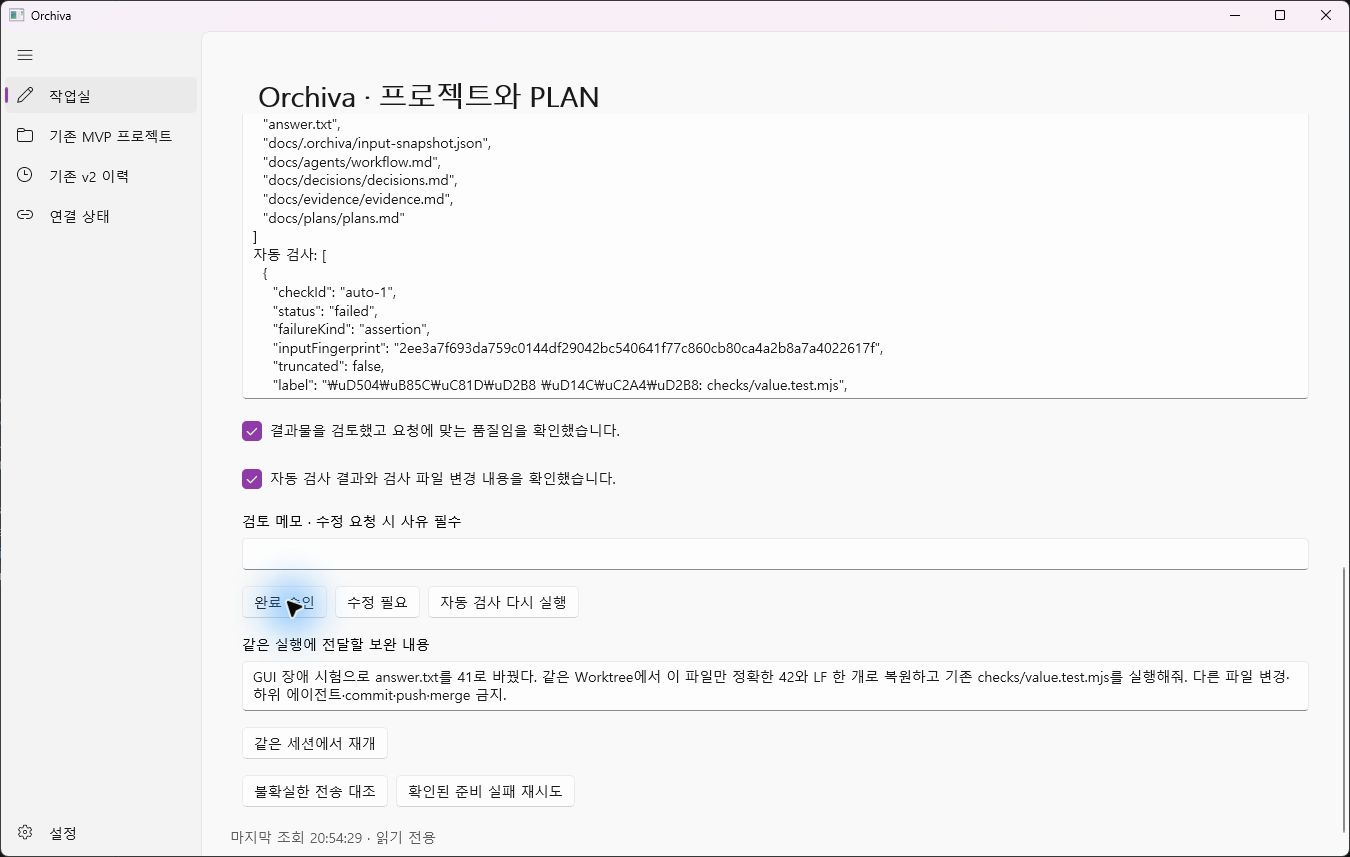 Orchiva
작업실
기존 MVP 프로젝트
기존 v2 이력
연결 상태
설정
Orchiva · 프로젝트와 PLAN
"answer.txt",
"docs/.orchiva/input-snapshot.json",
"docs/agents/workflow.md",
"docs/decisions/decisions.md",
"docs/evidence/evidence.md",
"docs/plans/plans.md"
]
자동 검사: [
{
"checkId": "auto-1",
"status": "failed",
"failureKind": "assertion",
"inputFingerprint": "2ee3a7f693da759c0144df29042bc540641f77c860cb80ca4a2b8a7a4022617f",
"truncated": false,
"label": "₩uD504₩uB85C₩uC81D₩uD2B8 ₩uD14C₩uC2A4₩uD2B8: checks/value.test.mjs",
결과물을 검토했고 요청에 맞는 품질임을 확인했습니다.
자동 검사 결과와 검사 파일 변경 내용을 확인했습니다.
검토 메모 · 수정 요청 시 사유 필수
완료 승인 수정 필요 자동 검사 다시 실행
같은 실행에 전달할 보완 내용
GUI 장애 시험으로 answer.txt를 41로 바꿨다. 같은 Worktree에서 이 파일만 정확한 42와 LF 한 개로 복원하고 기존 checks/value.test.mjs를 실행해줘. 다른 파일 변경·
하위 에이전트·commit·push·merge 금지.
같은 세션에서 재개
불확실한 전송 대조 확인된 준비 실패 재시도
마지막 조회 20:54:29 · 읽기 전용